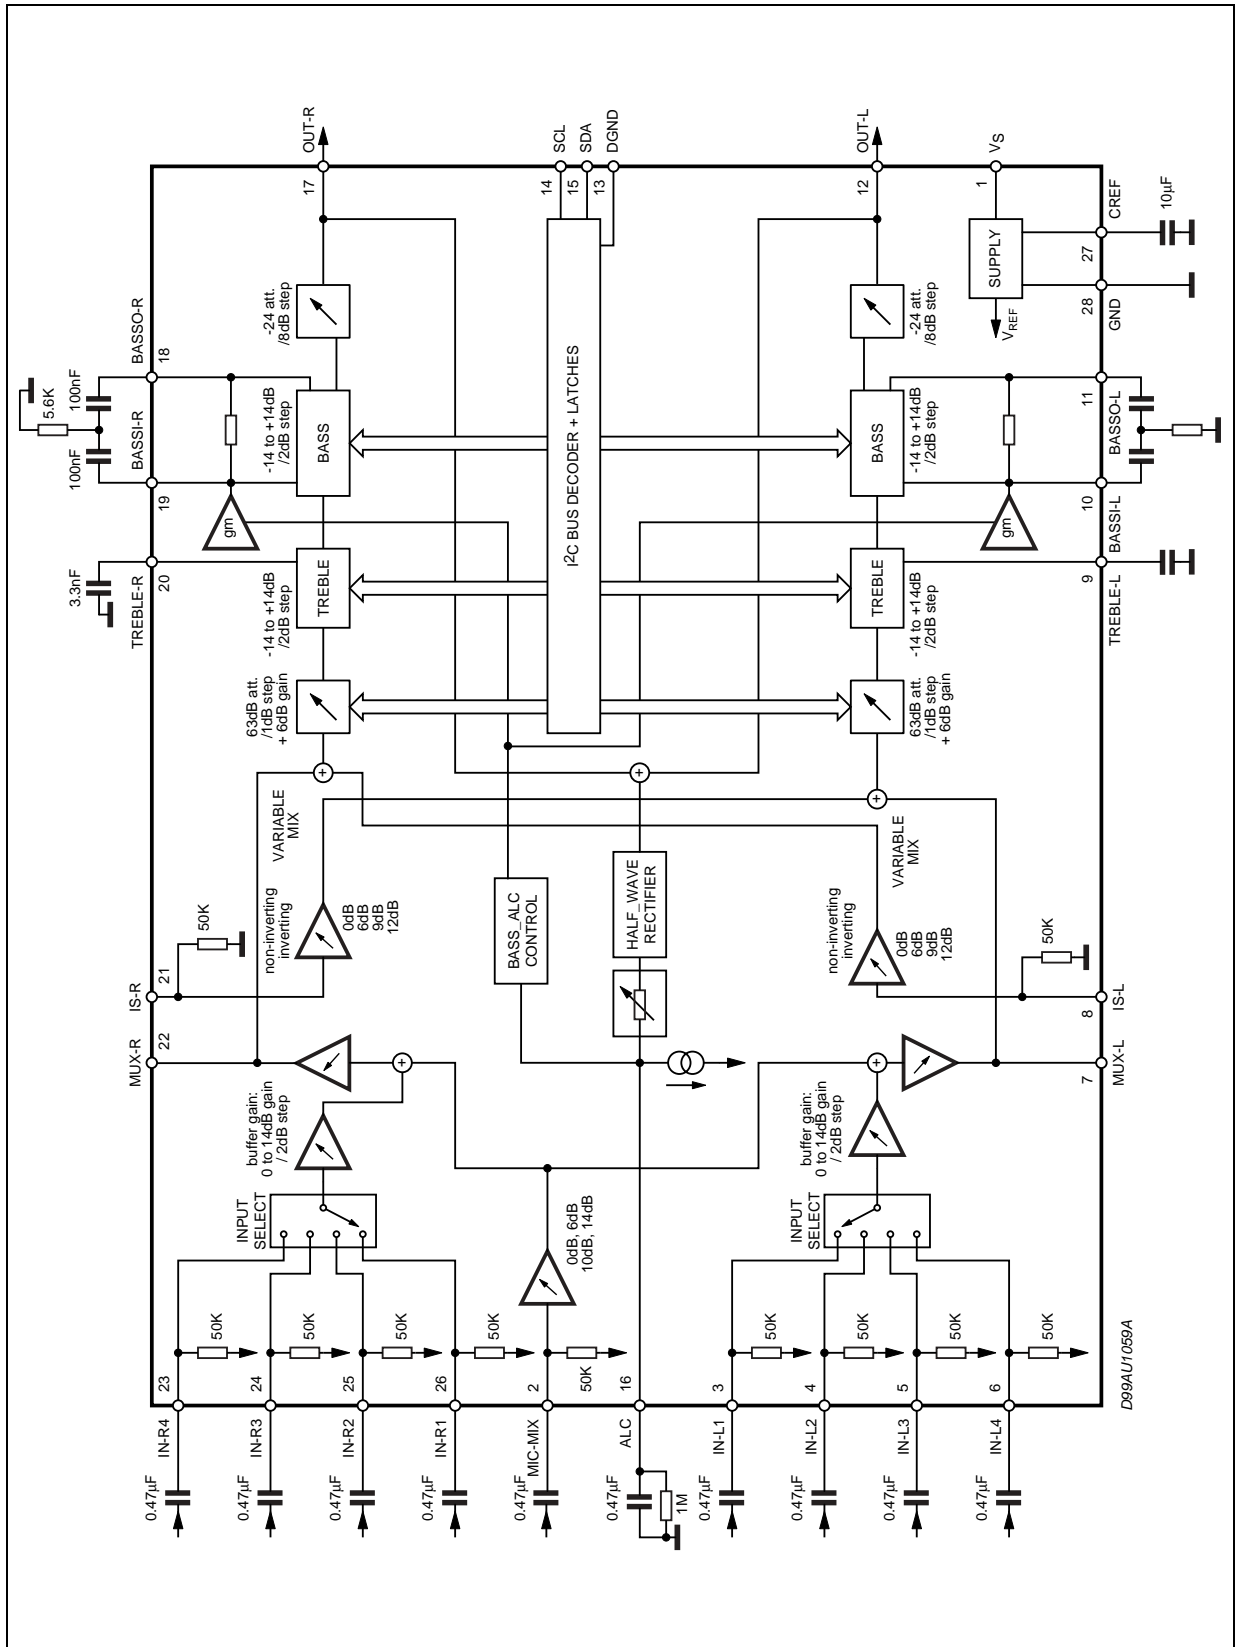 0.47µF
IN-R4
23
50K
0.47µF
IN-R3
24
50K
0.47µF
IN-R2
25
50K
0.47µF
IN-R1
26
50K
0.47µF
MIC-MIX
2
50K
0dB, 6dB
10dB, 14dB
0.47µF
1M
ALC
16
0.47µF
IN-L1
3
50K
0.47µF
IN-L2
4
50K
0.47µF
IN-L3
5
50K
0.47µF
IN-L4
6
50K
INPUT
SELECT
buffer gain:
0 to 14dB gain
/ 2dB step
+
MUX-R
22
IS-R
21
50K
non-inverting
inverting
0dB
6dB
9dB
12dB
VARIABLE
MIX
+
63dB att.
/1dB step
+ 6dB gain
TREBLE
-14 to +14dB
/2dB step
TREBLE-R
20
3.3nF
gm
BASS
-14 to +14dB
/2dB step
BASSI-R
19
100nF
5.6K
100nF
BASSO-R
18
-24 att.
/8dB step
17
OUT-R
BASS_ALC
CONTROL
HALF_WAVE
RECTIFIER
+
I²C BUS DECODER + LATCHES
14
SCL
15
SDA
13
DGND
INPUT
SELECT
buffer gain:
0 to 14dB gain
/ 2dB step
+
MUX-L
7
IS-L
8
50K
non-inverting
inverting
0dB
6dB
9dB
12dB
VARIABLE
MIX
+
63dB att.
/1dB step
+ 6dB gain
TREBLE
-14 to +14dB
/2dB step
TREBLE-L
9
gm
BASS
-14 to +14dB
/2dB step
BASSI-L
10
BASSO-L
11
-24 att.
/8dB step
12
OUT-L
SUPPLY
VREF
1
VS
27
CREF
10µF
28
GND
D99AU1059A